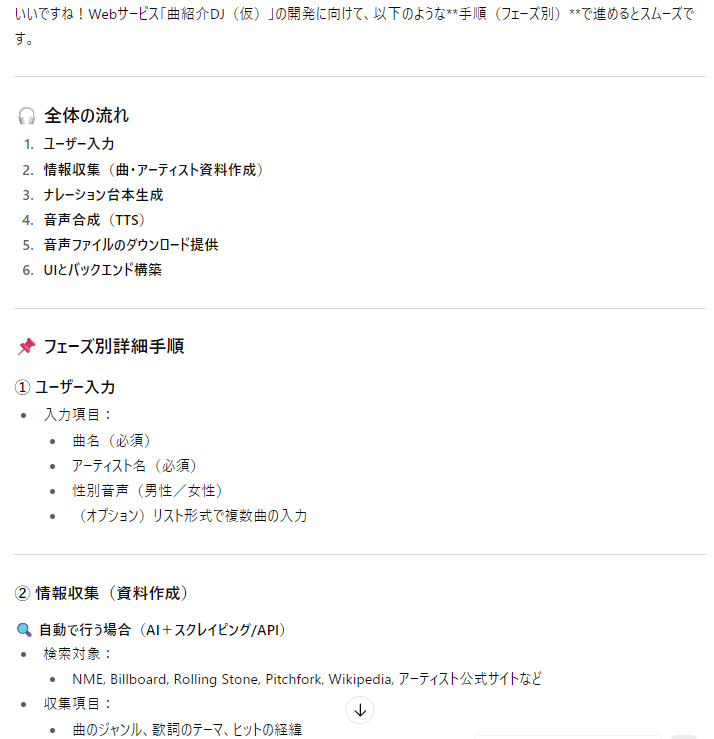 いいですね！Webサービス「曲紹介DJ（仮）」の開発に向けて、以下のような**手順（フェーズ別）**で進めるとスムーズで
す。
🎧 全体の流れ
1. ユーザー入力
2. 情報収集（曲・アーティスト資料作成）
3. ナレーション台本生成
4. 音声合成（TTS）
5. 音声ファイルのダウンロード提供
6. UIとバックエンド構築
📌 フェーズ別詳細手順
① ユーザー入力
• 入力項目：
• 曲名（必須）
• アーティスト名（必須）
• 性別音声（男性／女性）
• （オプション）リスト形式で複数曲の入力
② 情報収集（資料作成）
🔍 自動で行う場合（AI＋スクレイピング/API）
• 検索対象：
• NME, Billboard, Rolling Stone, Pitchfork, Wikipedia, アーティスト公式サイトなど
• 収集項目：
• 曲のジャンル、歌詞のテーマ、ヒットの経緯